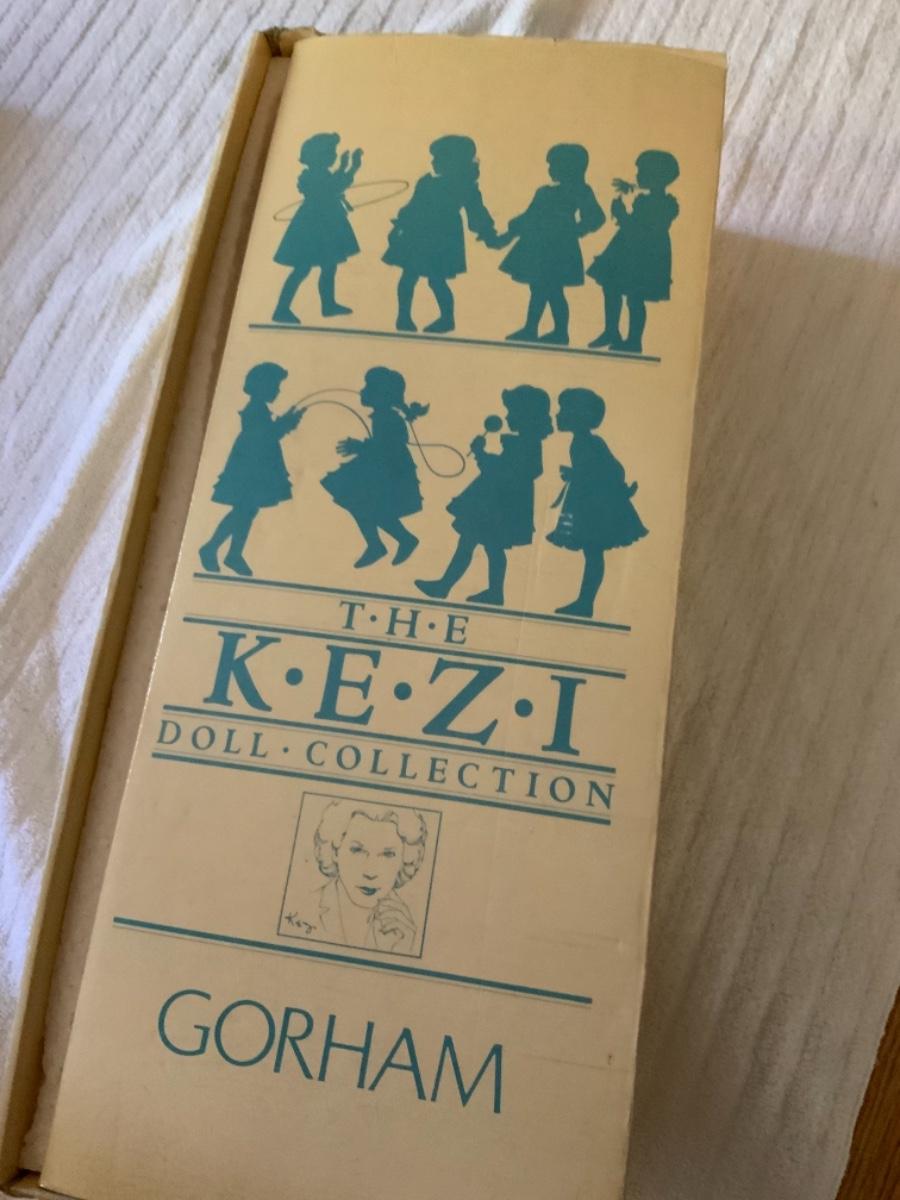 T·H·E
K·E·Z·I
DOLL·COLLECTION
Kezi
GORHAM